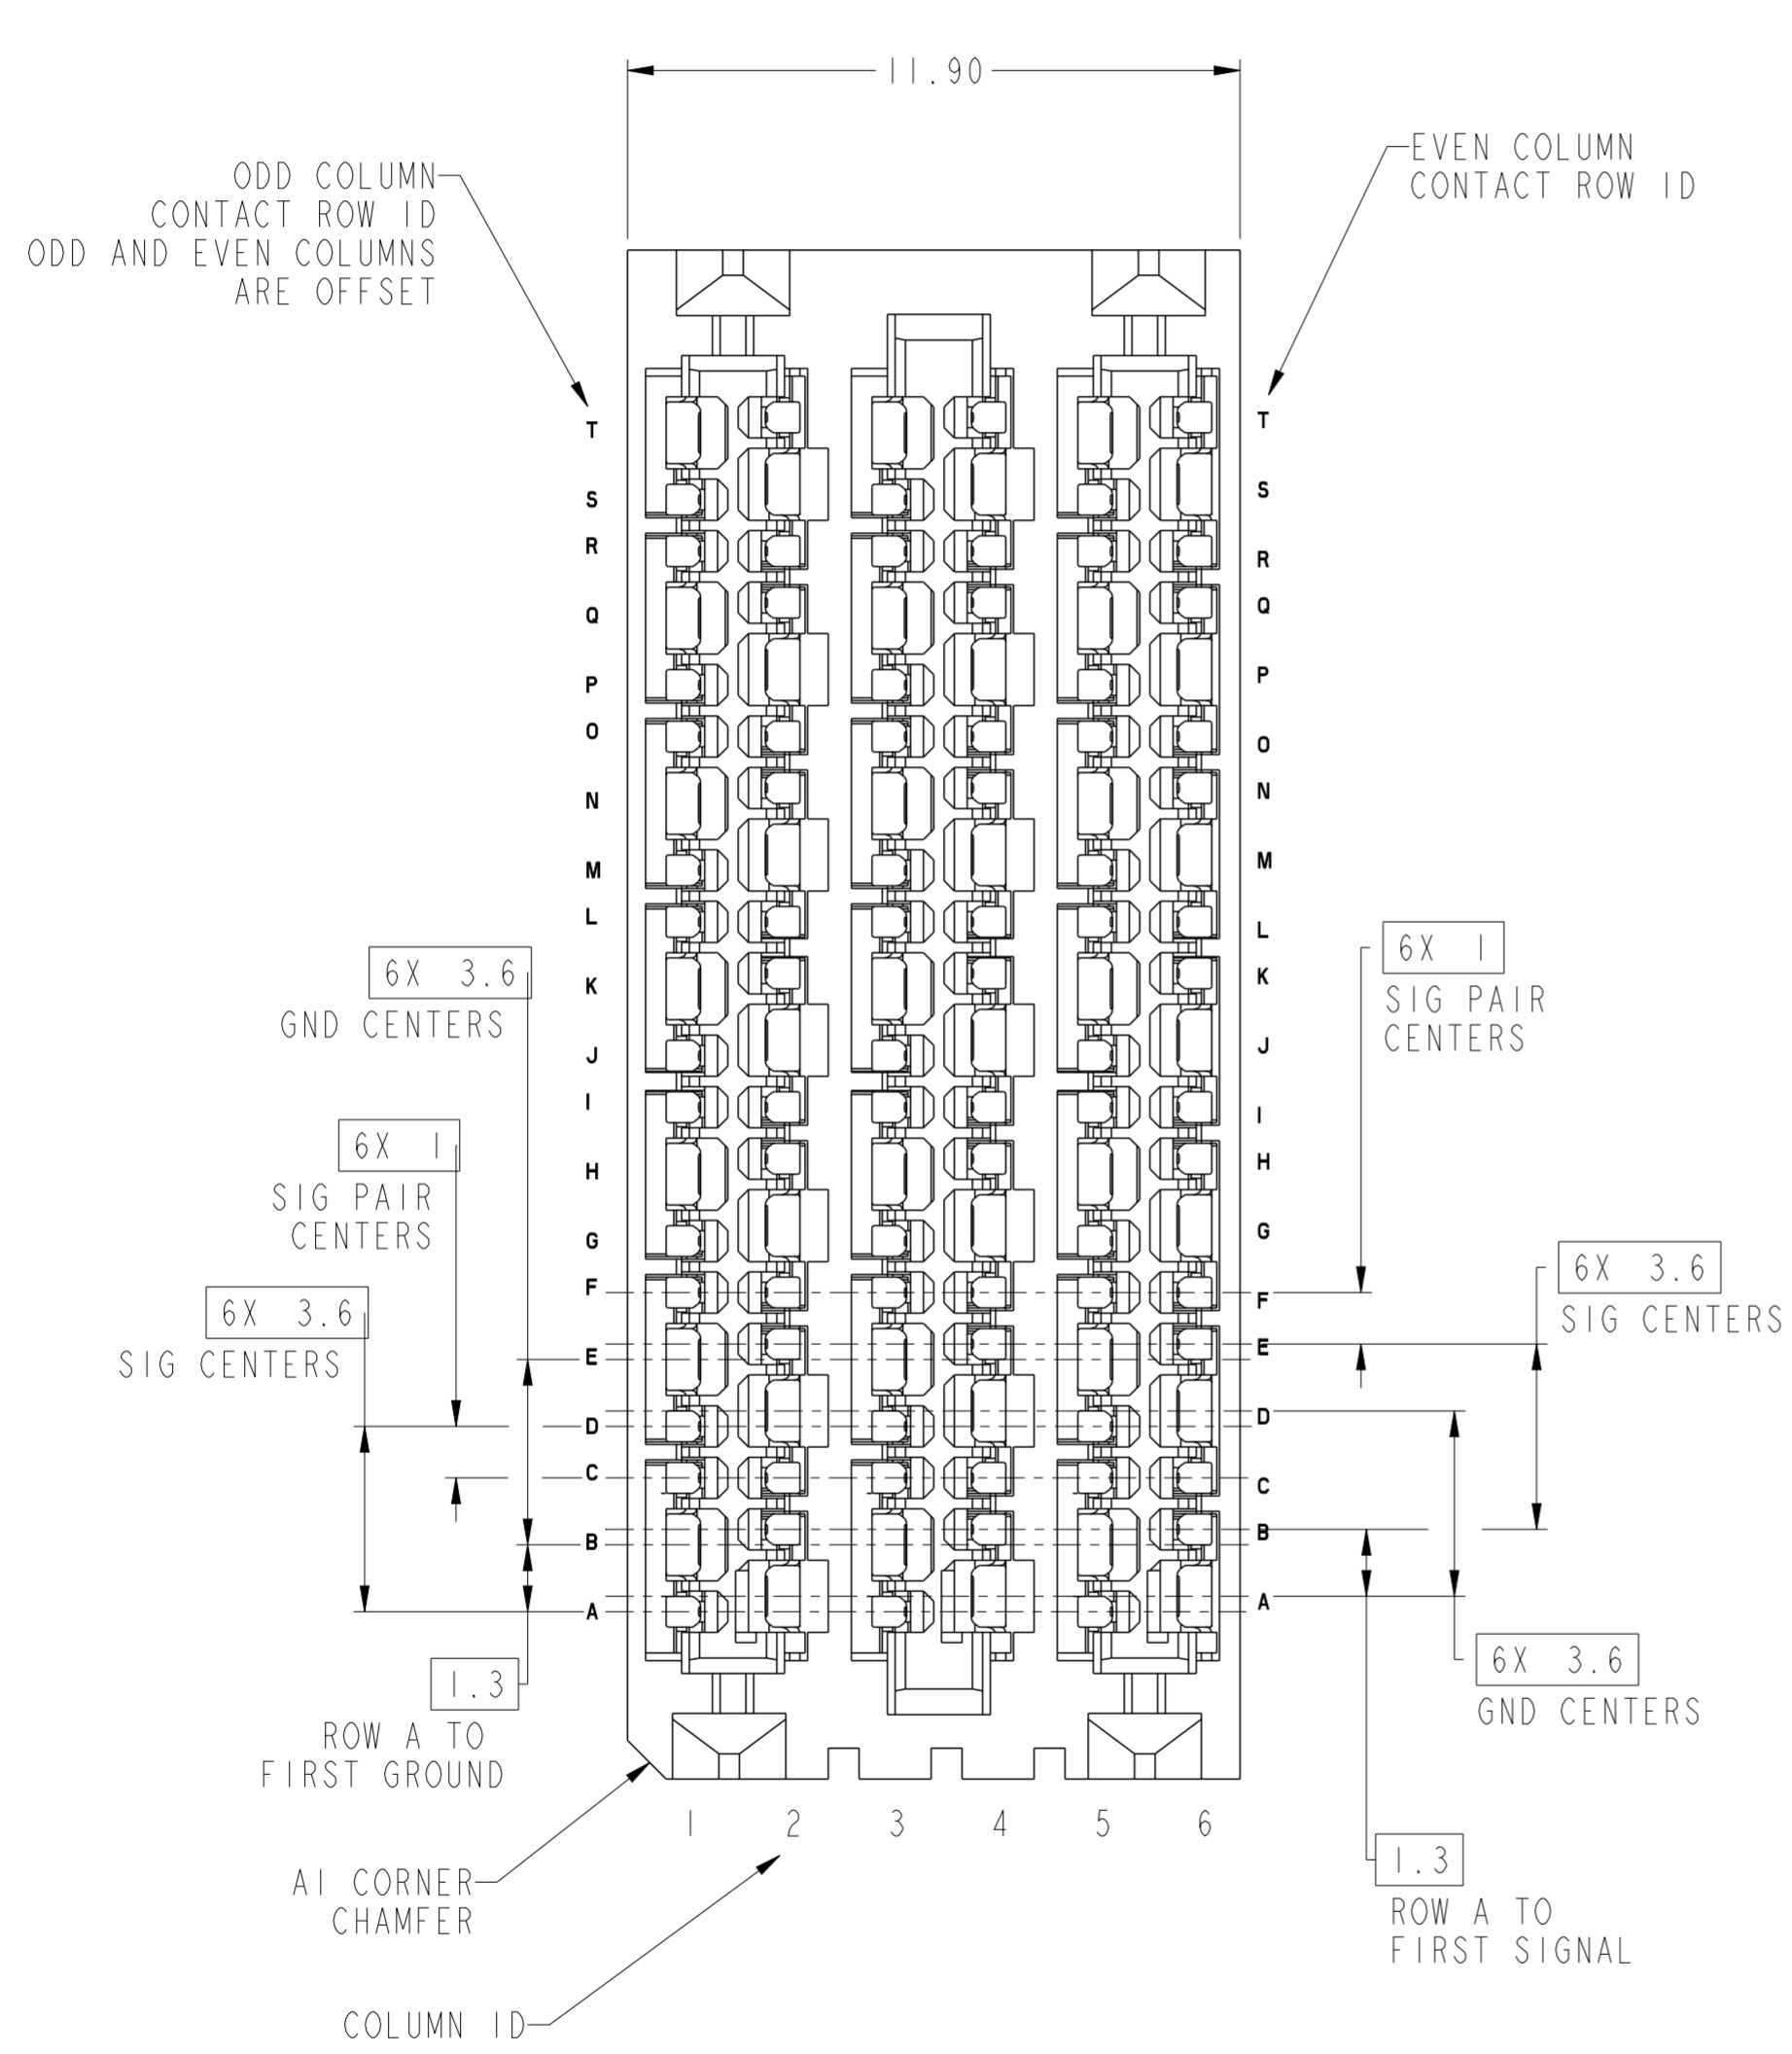 11.90
ODD COLUMN
CONTACT ROW ID
ODD AND EVEN COLUMNS
ARE OFFSET
EVEN COLUMN
CONTACT ROW ID
T
S
R
Q
P
O
N
M
L
K
J
I
H
G
F
E
D
C
B
A
T
S
R
Q
P
O
N
M
L
K
J
I
H
G
F
E
D
C
B
A
6X 3.6
GND CENTERS
6X 1
SIG PAIR
CENTERS
6X 3.6
SIG CENTERS
1.3
ROW A TO
FIRST GROUND
6X 1
SIG PAIR
CENTERS
6X 3.6
SIG CENTERS
6X 3.6
GND CENTERS
1.3
ROW A TO
FIRST SIGNAL
1 2 3 4 5 6
A1 CORNER
CHAMFER
COLUMN ID